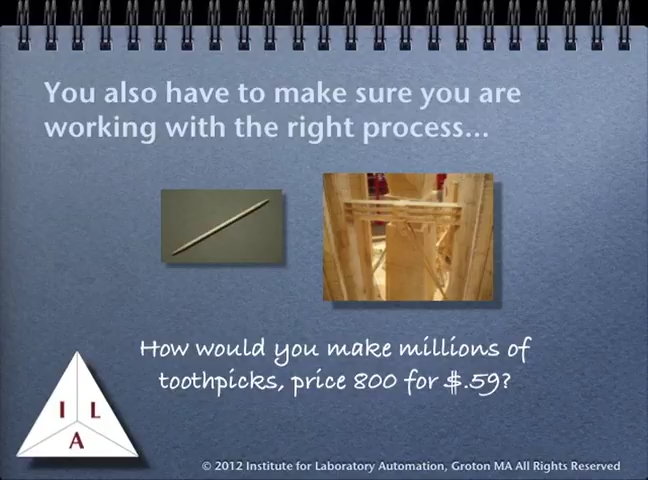 You also have to make sure you are
working with the right process...
How would you make millions of
toothpicks, price 800 for $.59?
I L
A
© 2012 Institute for Laboratory Automation, Groton MA All Rights Reserved